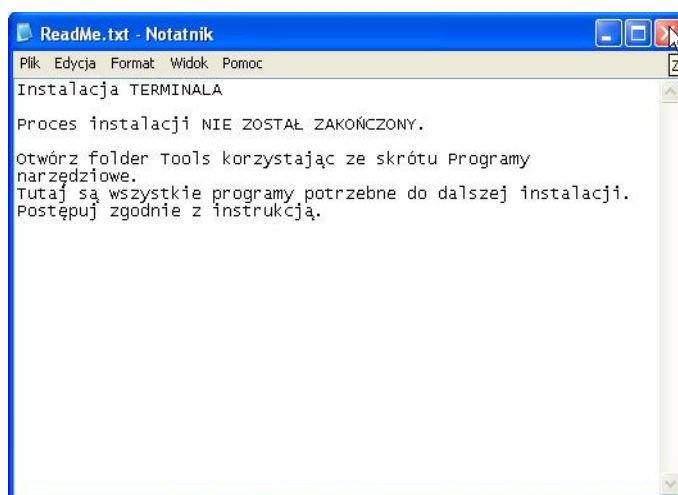 ReadMe.txt - Notatnik
Plik Edycja Format Widok Pomoc
Instalacja TERMINALA
Proces instalacji NIE ZOSTAŁ ZAKOŃCZONY.
Otwórz folder Tools korzystając ze skrótu Programy
narzędziowe.
Tutaj są wszystkie programy potrzebne do dalszej instalacji.
Postępuj zgodnie z instrukcją.